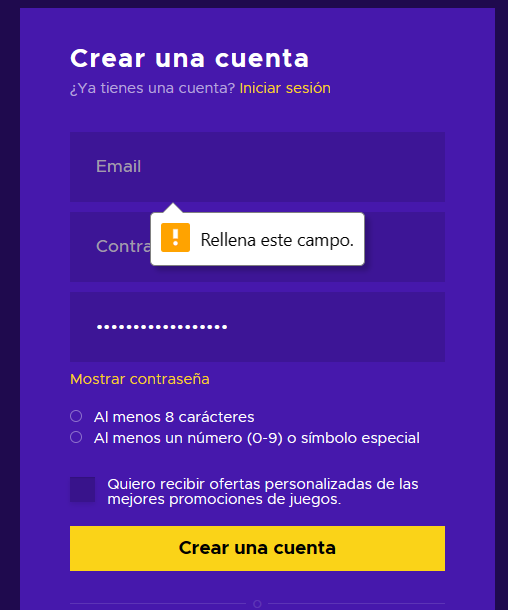 Crear una cuenta
¿Ya tienes una cuenta? Iniciar sesión
Email
Rellena este campo.
Contra
••••••••••••••••••
Mostrar contraseña
Al menos 8 carácteres
Al menos un número (0-9) o símbolo especial
Quiero recibir ofertas personalizadas de las
mejores promociones de juegos.
Crear una cuenta